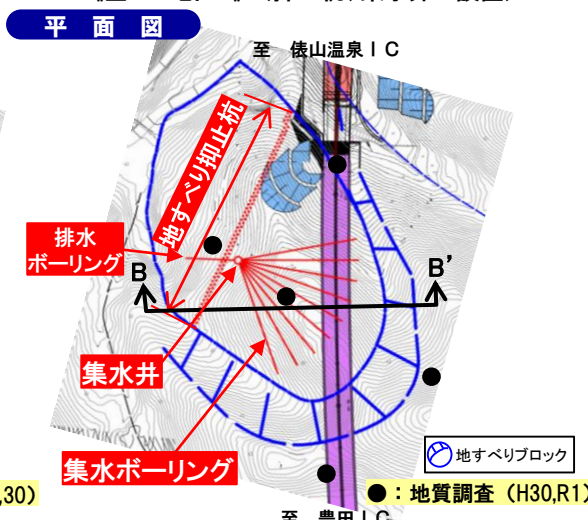 平面図
至 俵山温泉IC
地すべり抑止杭
排水
ボーリング
B
B'
集水井
集水ボーリング
地すべりブロック
,30)
●：地質調査（H30,R1）
至 豊田IC